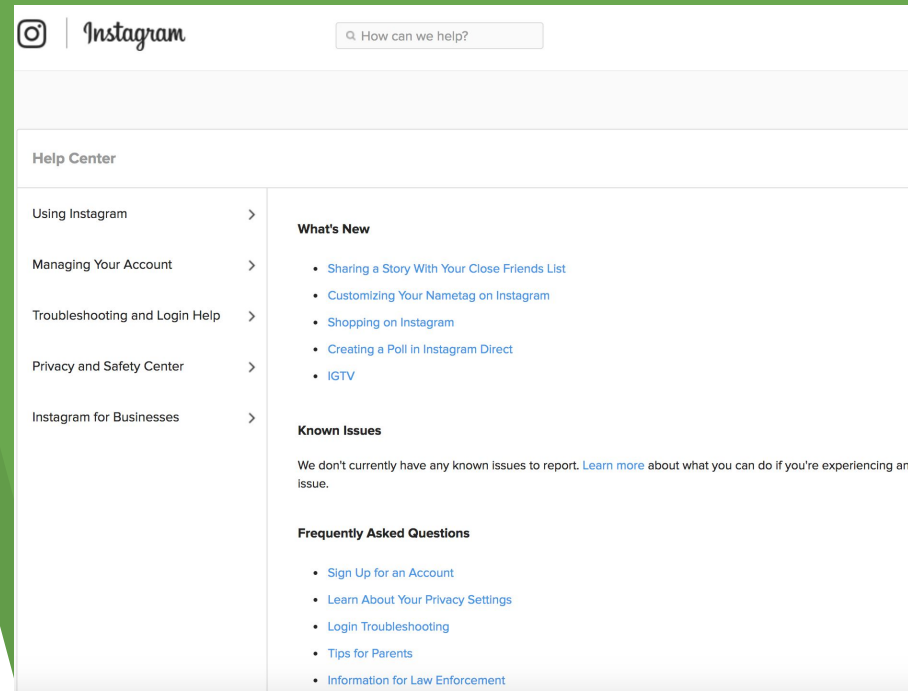 Instagram
How can we help?
Help Center
Using Instagram
Managing Your Account
Troubleshooting and Login Help
Privacy and Safety Center
Instagram for Businesses
What's New
• Sharing a Story With Your Close Friends List
• Customizing Your Nametag on Instagram
• Shopping on Instagram
• Creating a Poll in Instagram Direct
• IGTV
Known Issues
We don't currently have any known issues to report. Learn more about what you can do if you're experiencing an
issue.
Frequently Asked Questions
• Sign Up for an Account
• Learn About Your Privacy Settings
• Login Troubleshooting
• Tips for Parents
• Information for Law Enforcement